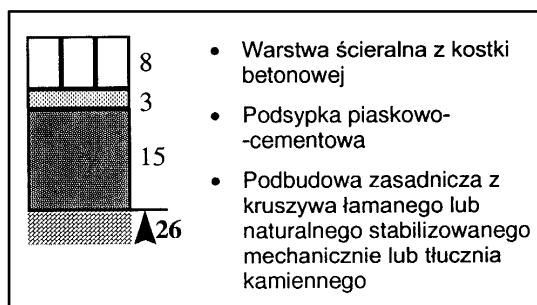 8
3
15
26
• Warstwa ścieralna z kostki
betonowej
• Podsypka piaskowo-
-cementowa
• Podbudowa zasadnicza z
kruszywa łamanego lub
naturalnego stabilizowanego
mechanicznie lub tłucznia
kamiennego